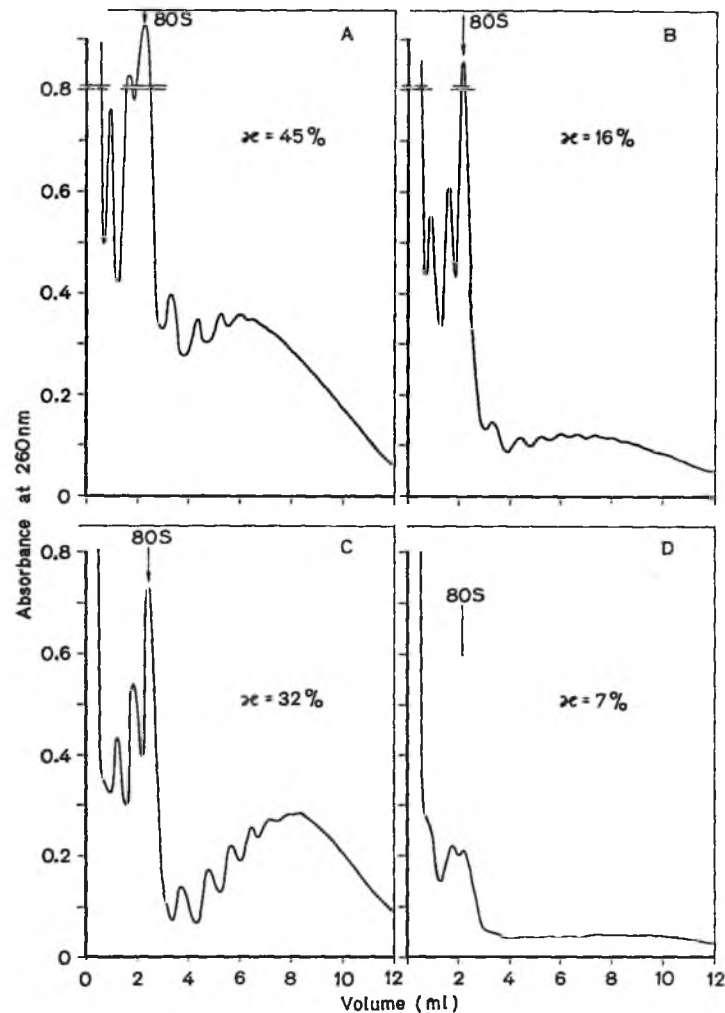 80S
A
80S
B
0.8
ϰ = 45%
ϰ = 16%
0.6
0.4
0.2
0
Absorbance at 260nm
80S
C
80S
D
0.8
ϰ = 32%
ϰ = 7%
0.6
0.4
0.2
0
0 2 4 6 8 10 12 0 2 4 6 8 10 12
Volume (ml)